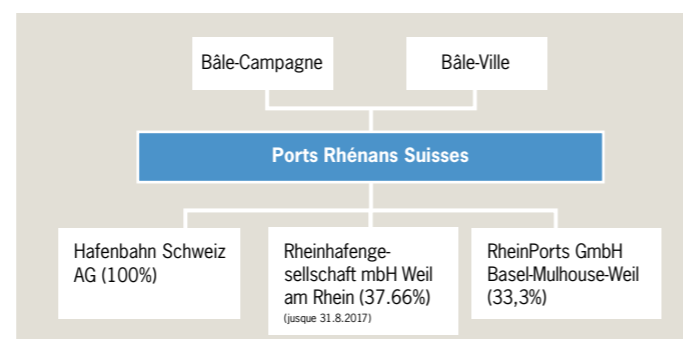 Bâle-Campagne
Bâle-Ville
Ports Rhénans Suisses
Hafenbahn Schweiz
AG (100%)
Rheinhafenge-
sellschaft mbH Weil
am Rhein (37.66%)
(jusque 31.8.2017)
RheinPorts GmbH
Basel-Mulhouse-Weil
(33,3%)